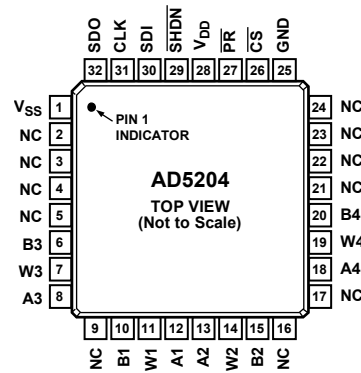 SDO CLK SDI SHDN VDD PR CS GND
32 31 30 29 28 27 26 25
VSS 1
NC 2
NC 3
NC 4
NC 5
B3 6
W3 7
A3 8
PIN 1
INDICATOR
AD5204
TOP VIEW
(Not to Scale)
24 NC
23 NC
22 NC
21 NC
20 B4
19 W4
18 A4
17 NC
9 10 11 12 13 14 15 16
NC B1 W1 A1 A2 W2 B2 NC